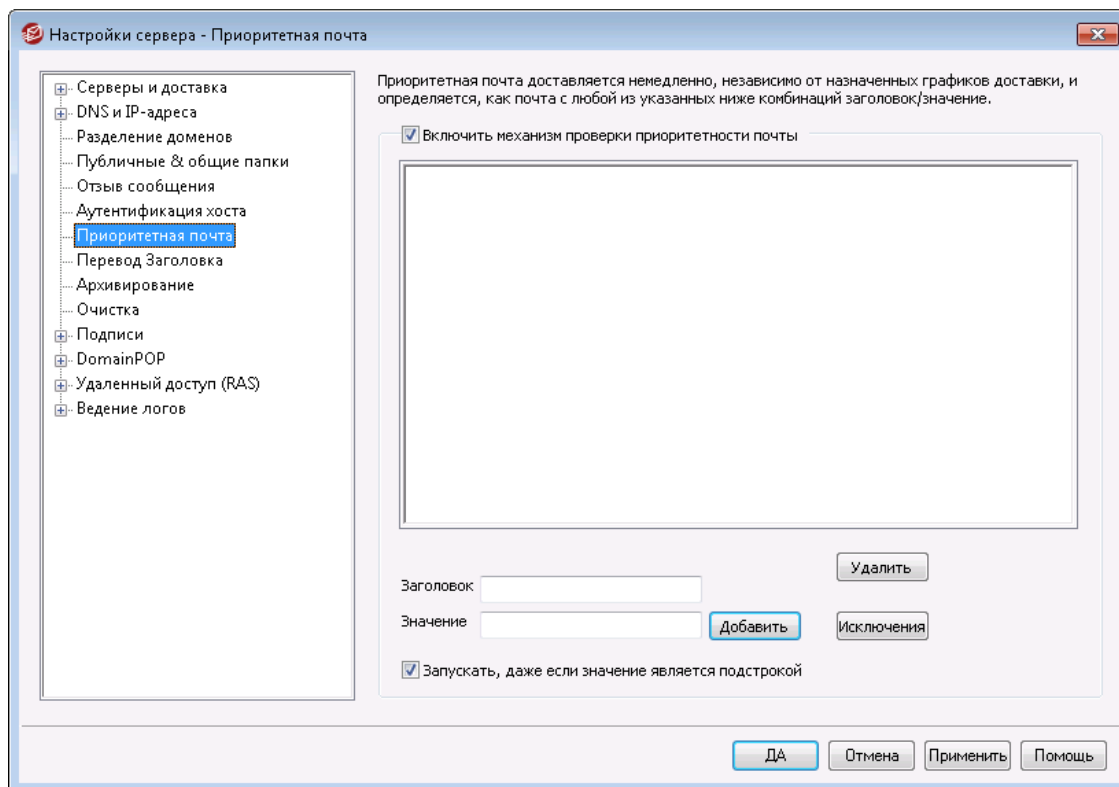 Настройки сервера - Приоритетная почта
Серверы и доставка
DNS и IP-адреса
Разделение доменов
Публичные & общие папки
Отзыв сообщения
Аутентификация хоста
Приоритетная почта
Перевод Заголовка
Архивирование
Очистка
Подписи
DomainPOP
Удаленный доступ (RAS)
Ведение логов
Приоритетная почта доставляется немедленно, независимо от назначенных графиков доставки, и
определяется, как почта с любой из указанных ниже комбинаций заголовок/значение.
Включить механизм проверки приоритетности почты
Удалить
Заголовок
Значение
Добавить
Исключения
Запускать, даже если значение является подстрокой
ДА
Отмена
Применить
Помощь